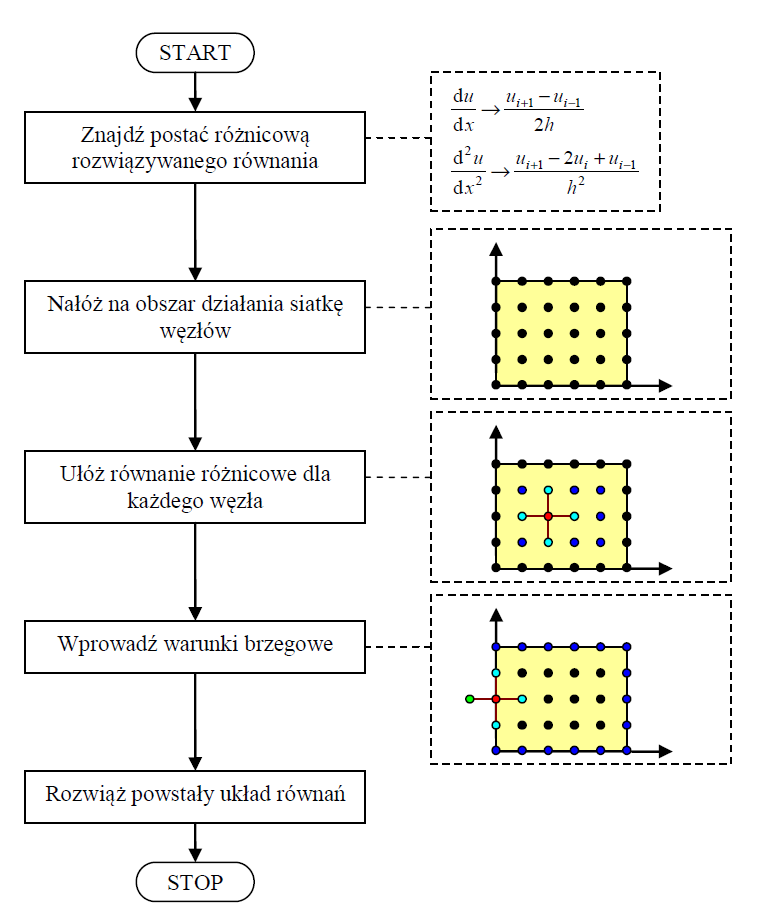 START
Znajdź postać różnicową
rozwiązywanego równania
du/dx → (u_{i+1} − u_{i−1})/2h
d²u/dx² → (u_{i+1} − 2u_i + u_{i−1})/h²
Nałóż na obszar działania siatkę
węzłów
Ułóż równanie różnicowe dla
każdego węzła
Wprowadź warunki brzegowe
Rozwiąż powstały układ równań
STOP